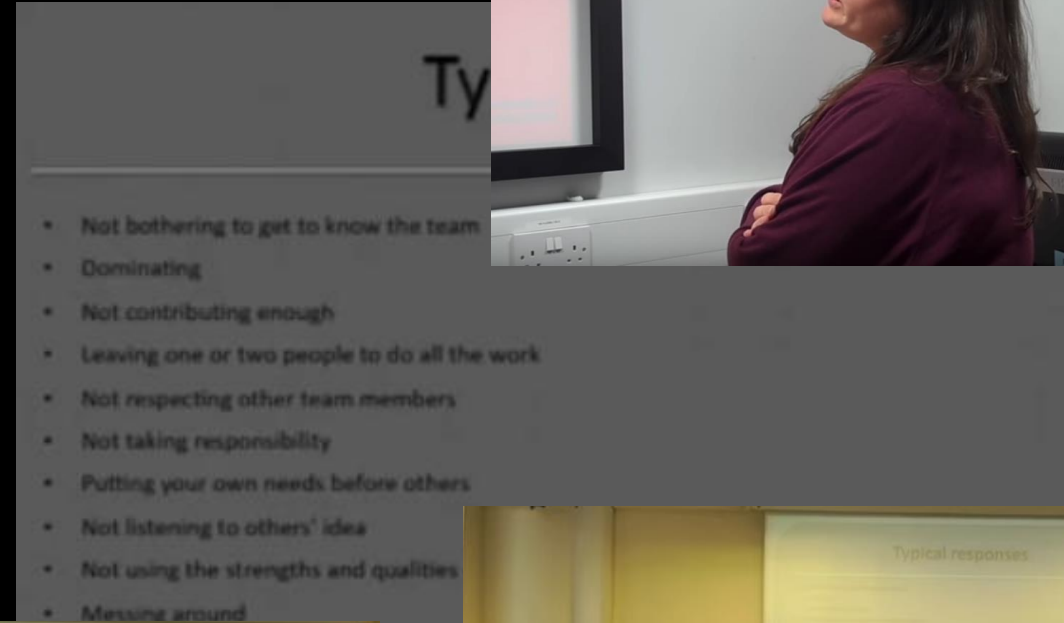 Ty
Not bothering to get to know the team
Dominating
Not contributing enough
Leaving one or two people to do all the work
Not respecting other team members
Not taking responsibility
Putting your own needs before others
Not listening to others' idea
Not using the strengths and qualities
Messing around
Typical responses